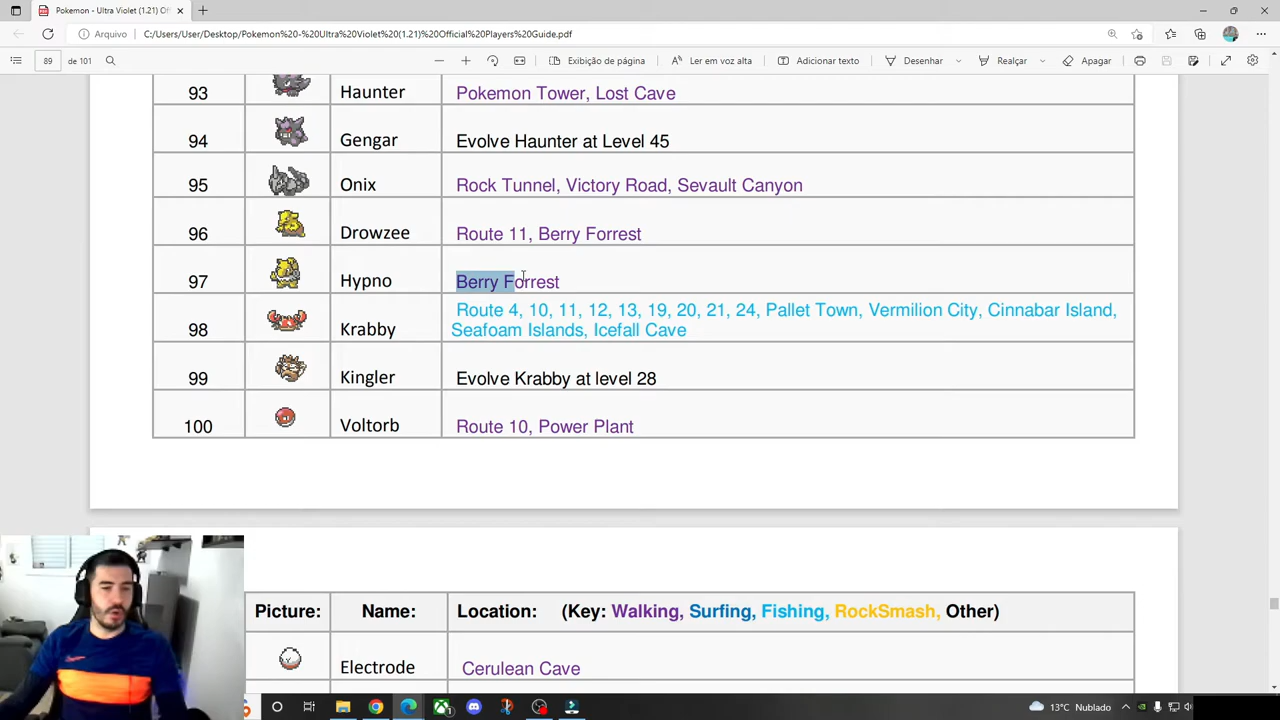 Pokemon - Ultra Violet (1.21) Of
Arquivo
C:/Users/User/Desktop/Pokemon%20-%20Ultra%20Violet%20(1.21)%20Official%20Players%20Guide.pdf
89 de 101
Exibição de página
Ler em voz alta
Adicionar texto
Desenhar
Realçar
Apagar
93 Haunter Pokemon Tower, Lost Cave
94 Gengar Evolve Haunter at Level 45
95 Onix Rock Tunnel, Victory Road, Sevault Canyon
96 Drowzee Route 11, Berry Forrest
97 Hypno Berry Forrest
98 Krabby Route 4, 10, 11, 12, 13, 19, 20, 21, 24, Pallet Town, Vermilion City, Cinnabar Island,
Seafoam Islands, Icefall Cave
99 Kingler Evolve Krabby at level 28
100 Voltorb Route 10, Power Plant
Picture: Name: Location: (Key: Walking, Surfing, Fishing, RockSmash, Other)
Electrode Cerulean Cave
13°C Nublado